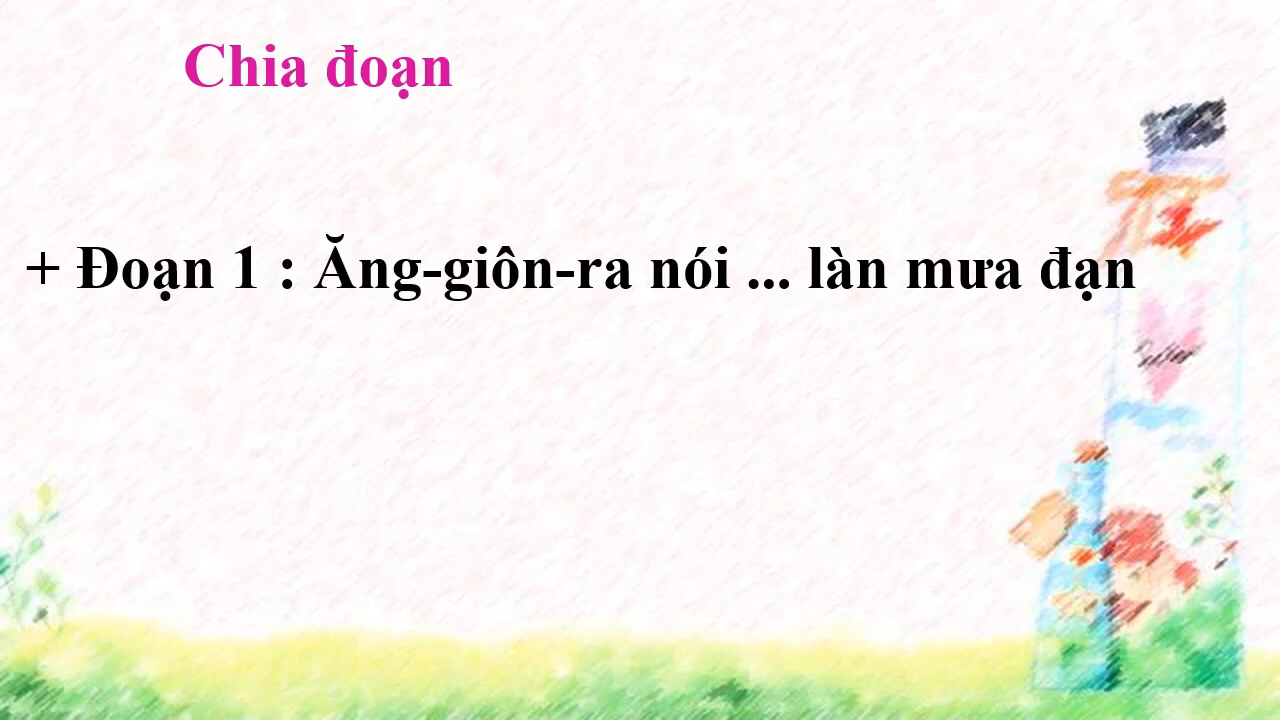 Chia đoạn
+ Đoạn 1 : Ăng-giôn-ra nói ... làn mưa đạn